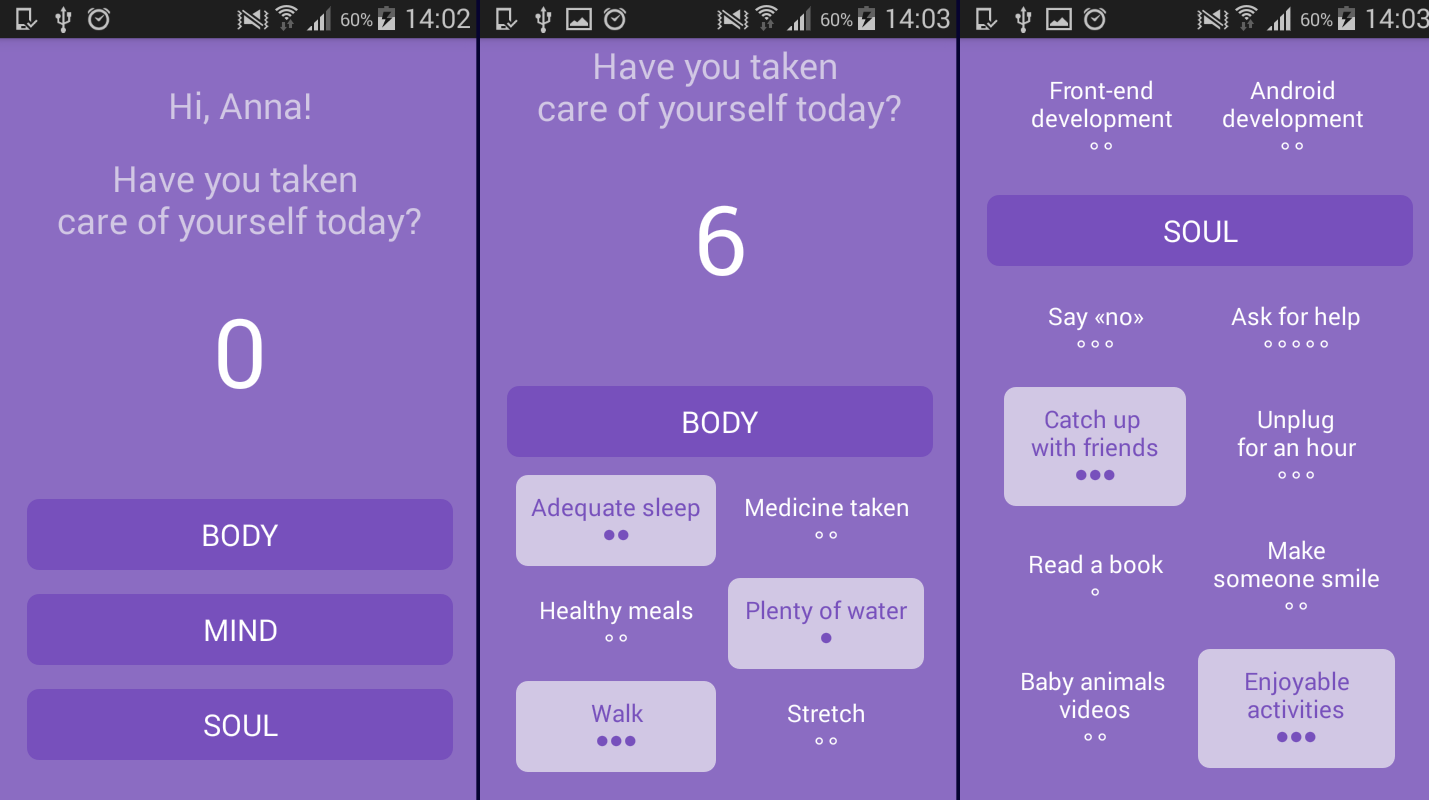 60% 14:02
Hi, Anna!
Have you taken
care of yourself today?
0
BODY
MIND
SOUL
60% 14:03
Have you taken
care of yourself today?
6
BODY
Adequate sleep
Medicine taken
Healthy meals
Plenty of water
Walk
Stretch
60% 14:03
Front-end
development
Android
development
SOUL
Say «no»
Ask for help
Catch up
with friends
Unplug
for an hour
Read a book
Make
someone smile
Baby animals
videos
Enjoyable
activities